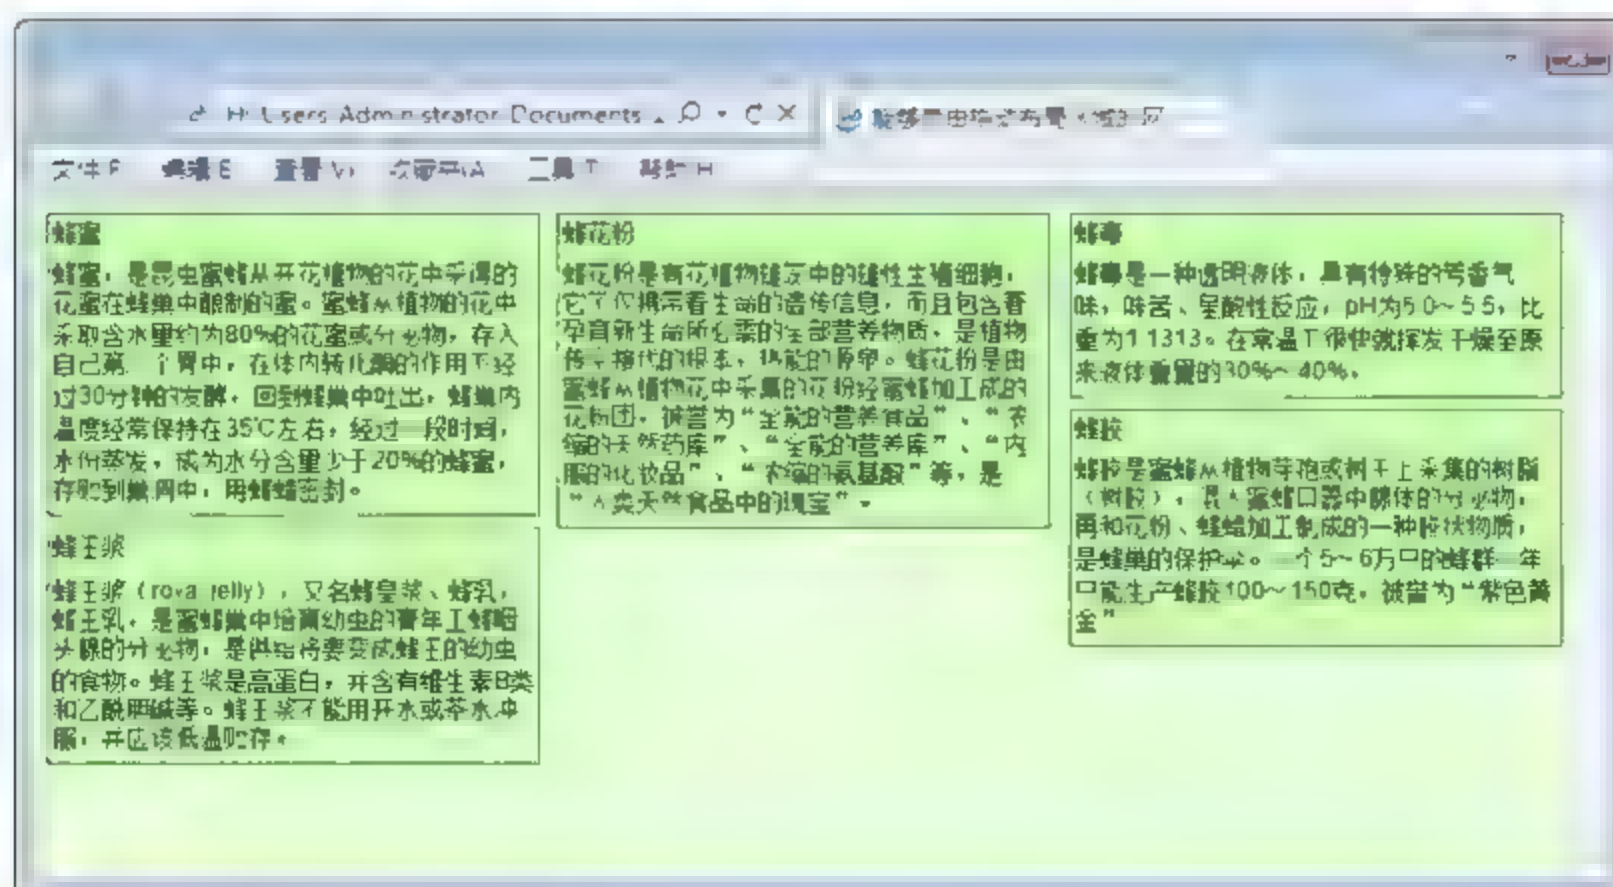 Users Administrator Documents
文件 F 编辑 E 查看 V) 收藏夹(A 工具 T 帮助 H
蜂蜜
蜂蜜，是昆虫蜜蜂从开花植物的花中采得的
花蜜在蜂巢中酿制的蜜。蜜蜂从植物的花中
采取含水量约为80%的花蜜或分泌物，存入
自己第 个胃中，在体内转化酶的作用下经
过30分钟的发酵，回到蜂巢中吐出，蜂巢内
温度经常保持在35℃左右，经过一段时间，
水份蒸发，成为水分含量少于20%的蜂蜜，
存贮到巢洞中，用蜂蜡密封。
蜂王浆
蜂王浆（royal jelly），又名蜂皇浆、蜂乳，
蜂王乳，是蜜蜂巢中培育幼虫的青年工蜂咽
头腺的分泌物，是供给将要变成蜂王的幼虫
的食物。蜂王浆是高蛋白，并含有维生素B类
和乙酰胆碱等。蜂王浆不能用开水或茶水冲
服，并应该低温贮存。
蜂花粉
蜂花粉是有花植物雄蕊中的雄性生殖细胞，
它不仅携带着生命的遗传信息，而且包含着
孕育新生命所必需的全部营养物质，是植物
传宗接代的根本，热能的源泉。蜂花粉是由
蜜蜂从植物花中采集的花粉经蜜蜂加工成的
花粉团，被誉为“全能的营养食品”、“浓
缩的天然药库”、“全能的营养库”、“内
服的化妆品”、“浓缩的氨基酸”等，是
“人类天然食品中的瑰宝”。
蜂毒
蜂毒是一种透明液体，具有特殊的芳香气
味，味苦、呈酸性反应，pH为5.0～5.5，比
重为1.1313。在常温下很快就挥发干燥至原
来液体重量的30%～40%。
蜂胶
蜂胶是蜜蜂从植物芽孢或树干上采集的树脂
（树胶），混入蜜蜂口器中腺体的分泌物，
再和花粉、蜂蜡加工制成的一种胶状物质，
是蜂巢的保护伞。一个5～6万只的蜂群一年
只能生产蜂胶100～150克，被誉为“紫色黄
金”